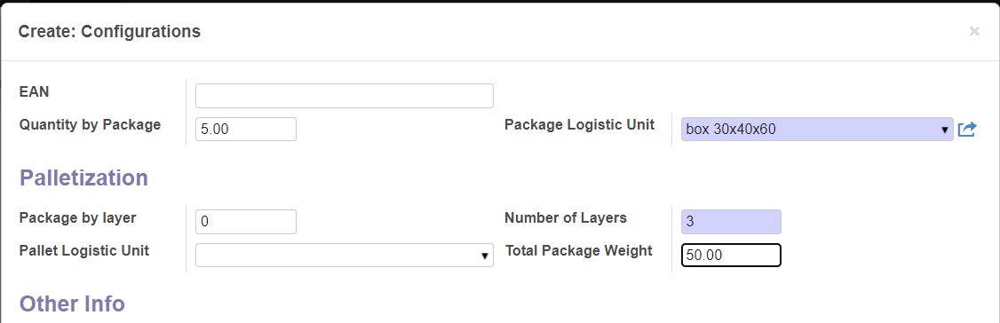 Create: Configurations ×
EAN
Quantity by Package 5.00 Package Logistic Unit box 30x40x60
Palletization
Package by layer 0 Number of Layers 3
Pallet Logistic Unit Total Package Weight 50.00
Other Info